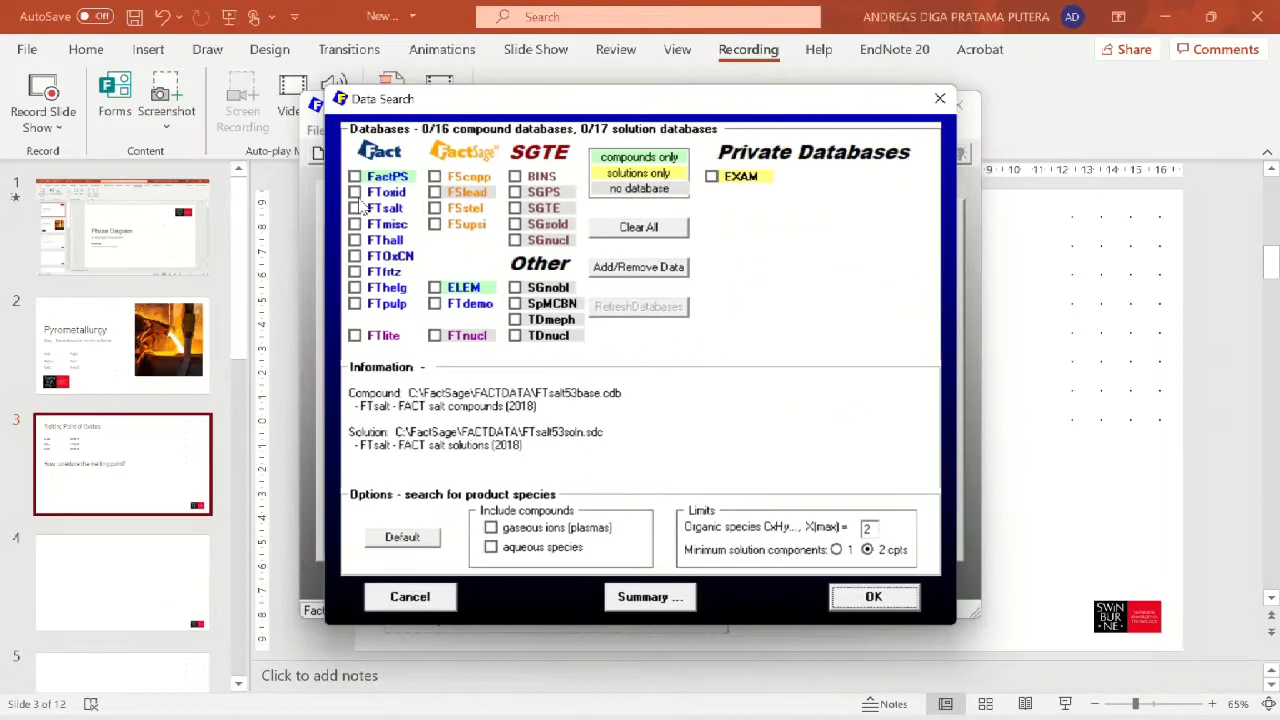 AutoSave Off
New...
Search
ANDREAS DIGA PRATAMA PUTERA AD
File Home Insert Draw Design Transitions Animations Slide Show Review View Recording Help EndNote 20 Acrobat Share Comments
Record Slide Show
Forms
Screenshot
Screen Recording
Record
Content
Auto-play
Data Search
Databases - 0/16 compound databases, 0/17 solution databases
Fact FactSage SGTE Private Databases
compounds only
solutions only
no database
FactPS FScopp BINS EXAM
FToxid FSlead SGPS
FTsalt FSstel SGTE
FTmisc FSupsi SGsold
FThall SGnucl
FTOxCN Other
FTfrtz
FThelg ELEM SGnobl
FTpulp FTdemo SpMCBN
TDmeph
FTlite FTnucl TDnucl
Clear All
Add/Remove Data
RefreshDatabases
Information -
Compound: C:\FactSage\FACTDATA\FTsalt53base.cdb
- FTsalt - FACT salt compounds (2018)
Solution: C:\FactSage\FACTDATA\FTsalt53soln.sdc
- FTsalt - FACT salt solutions (2018)
Options - search for product species
Default
Include compounds
gaseous ions (plasmas)
aqueous species
Limits
Organic species CxHy..., X(max) = 2
Minimum solution components: 1 2 cpts
Cancel
Summary ...
OK
Phase Diagram
2
Pyrometallurgy
3
Melting Point of Oxides
4
5
SWIN
BUR
NE
Click to add notes
Slide 3 of 12
Notes
65%